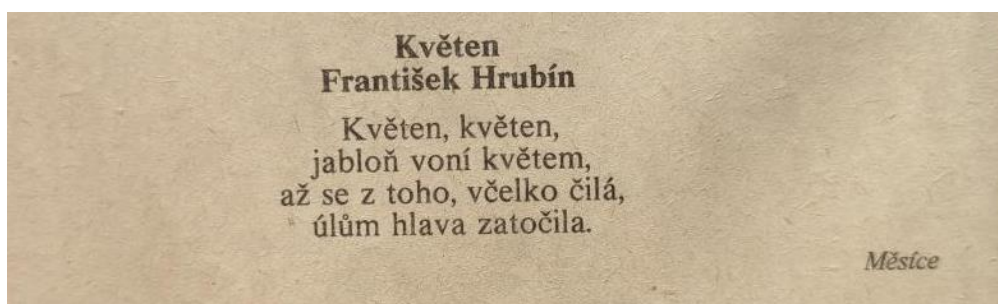 Květen
František Hrubín
Květen, květen,
jabloň voní květem,
až se z toho, včelko čilá,
úlům hlava zatočila.
Měsíce